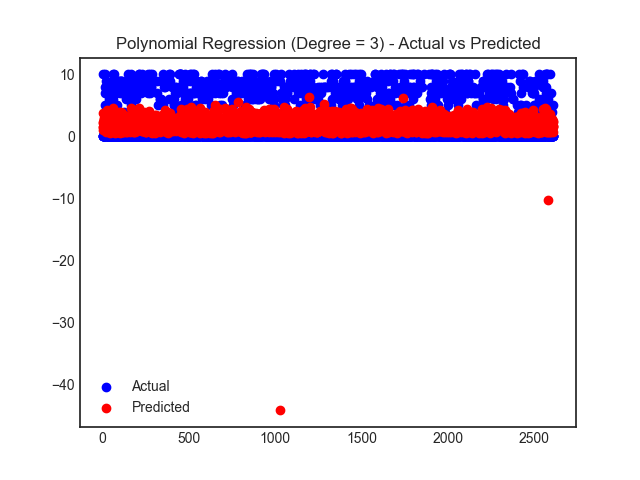 Polynomial Regression (Degree = 3) - Actual vs Predicted
10
0
−10
−20
−30
−40
Actual
Predicted
0 500 1000 1500 2000 2500